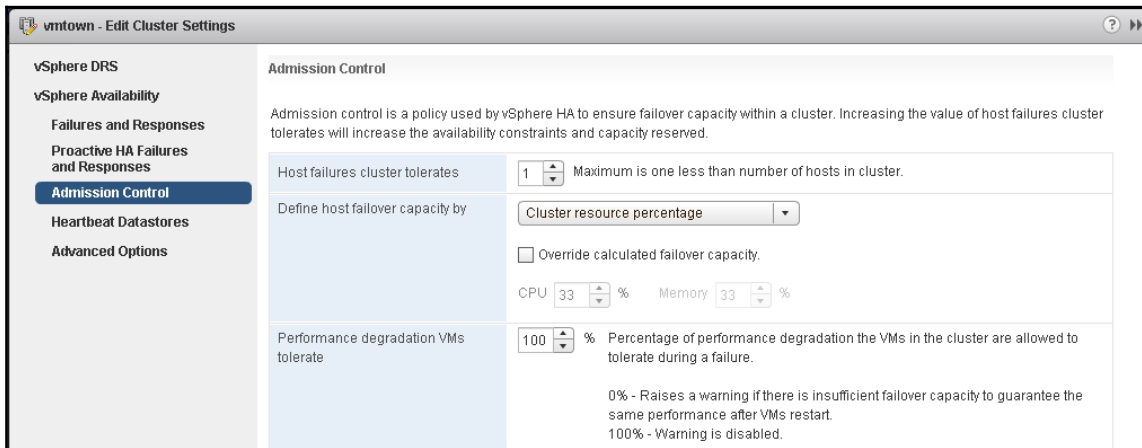 vmtown - Edit Cluster Settings
?
vSphere DRS
vSphere Availability
Failures and Responses
Proactive HA Failures
and Responses
Admission Control
Heartbeat Datastores
Advanced Options
Admission Control
Admission control is a policy used by vSphere HA to ensure failover capacity within a cluster. Increasing the value of host failures cluster
tolerates will increase the availability constraints and capacity reserved.
Host failures cluster tolerates
1 Maximum is one less than number of hosts in cluster.
Define host failover capacity by
Cluster resource percentage
Override calculated failover capacity.
CPU 33 % Memory 33 %
Performance degradation VMs
tolerate
100 % Percentage of performance degradation the VMs in the cluster are allowed to
tolerate during a failure.
0% - Raises a warning if there is insufficient failover capacity to guarantee the
same performance after VMs restart.
100% - Warning is disabled.